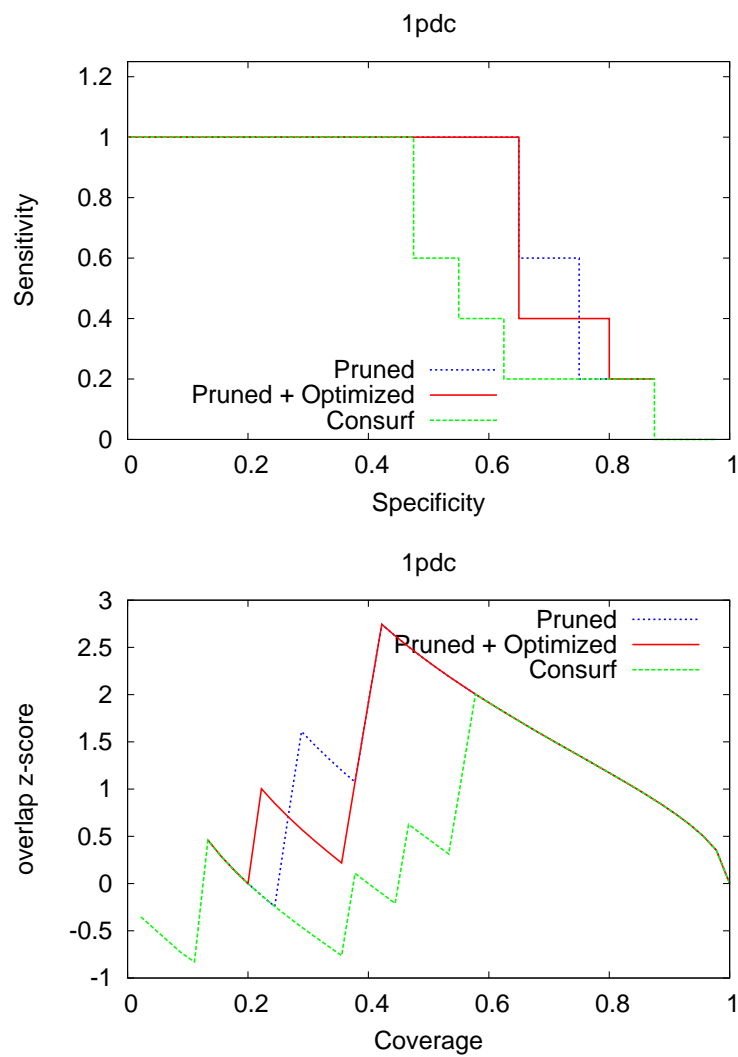 1pdc
1.2
1
0.8
0.6
0.4
0.2
0
Sensitivity
Pruned
Pruned + Optimized
Consurf
0 0.2 0.4 0.6 0.8 1
Specificity
1pdc
3
2.5
2
1.5
1
0.5
0
-0.5
-1
overlap z-score
Pruned
Pruned + Optimized
Consurf
0 0.2 0.4 0.6 0.8 1
Coverage